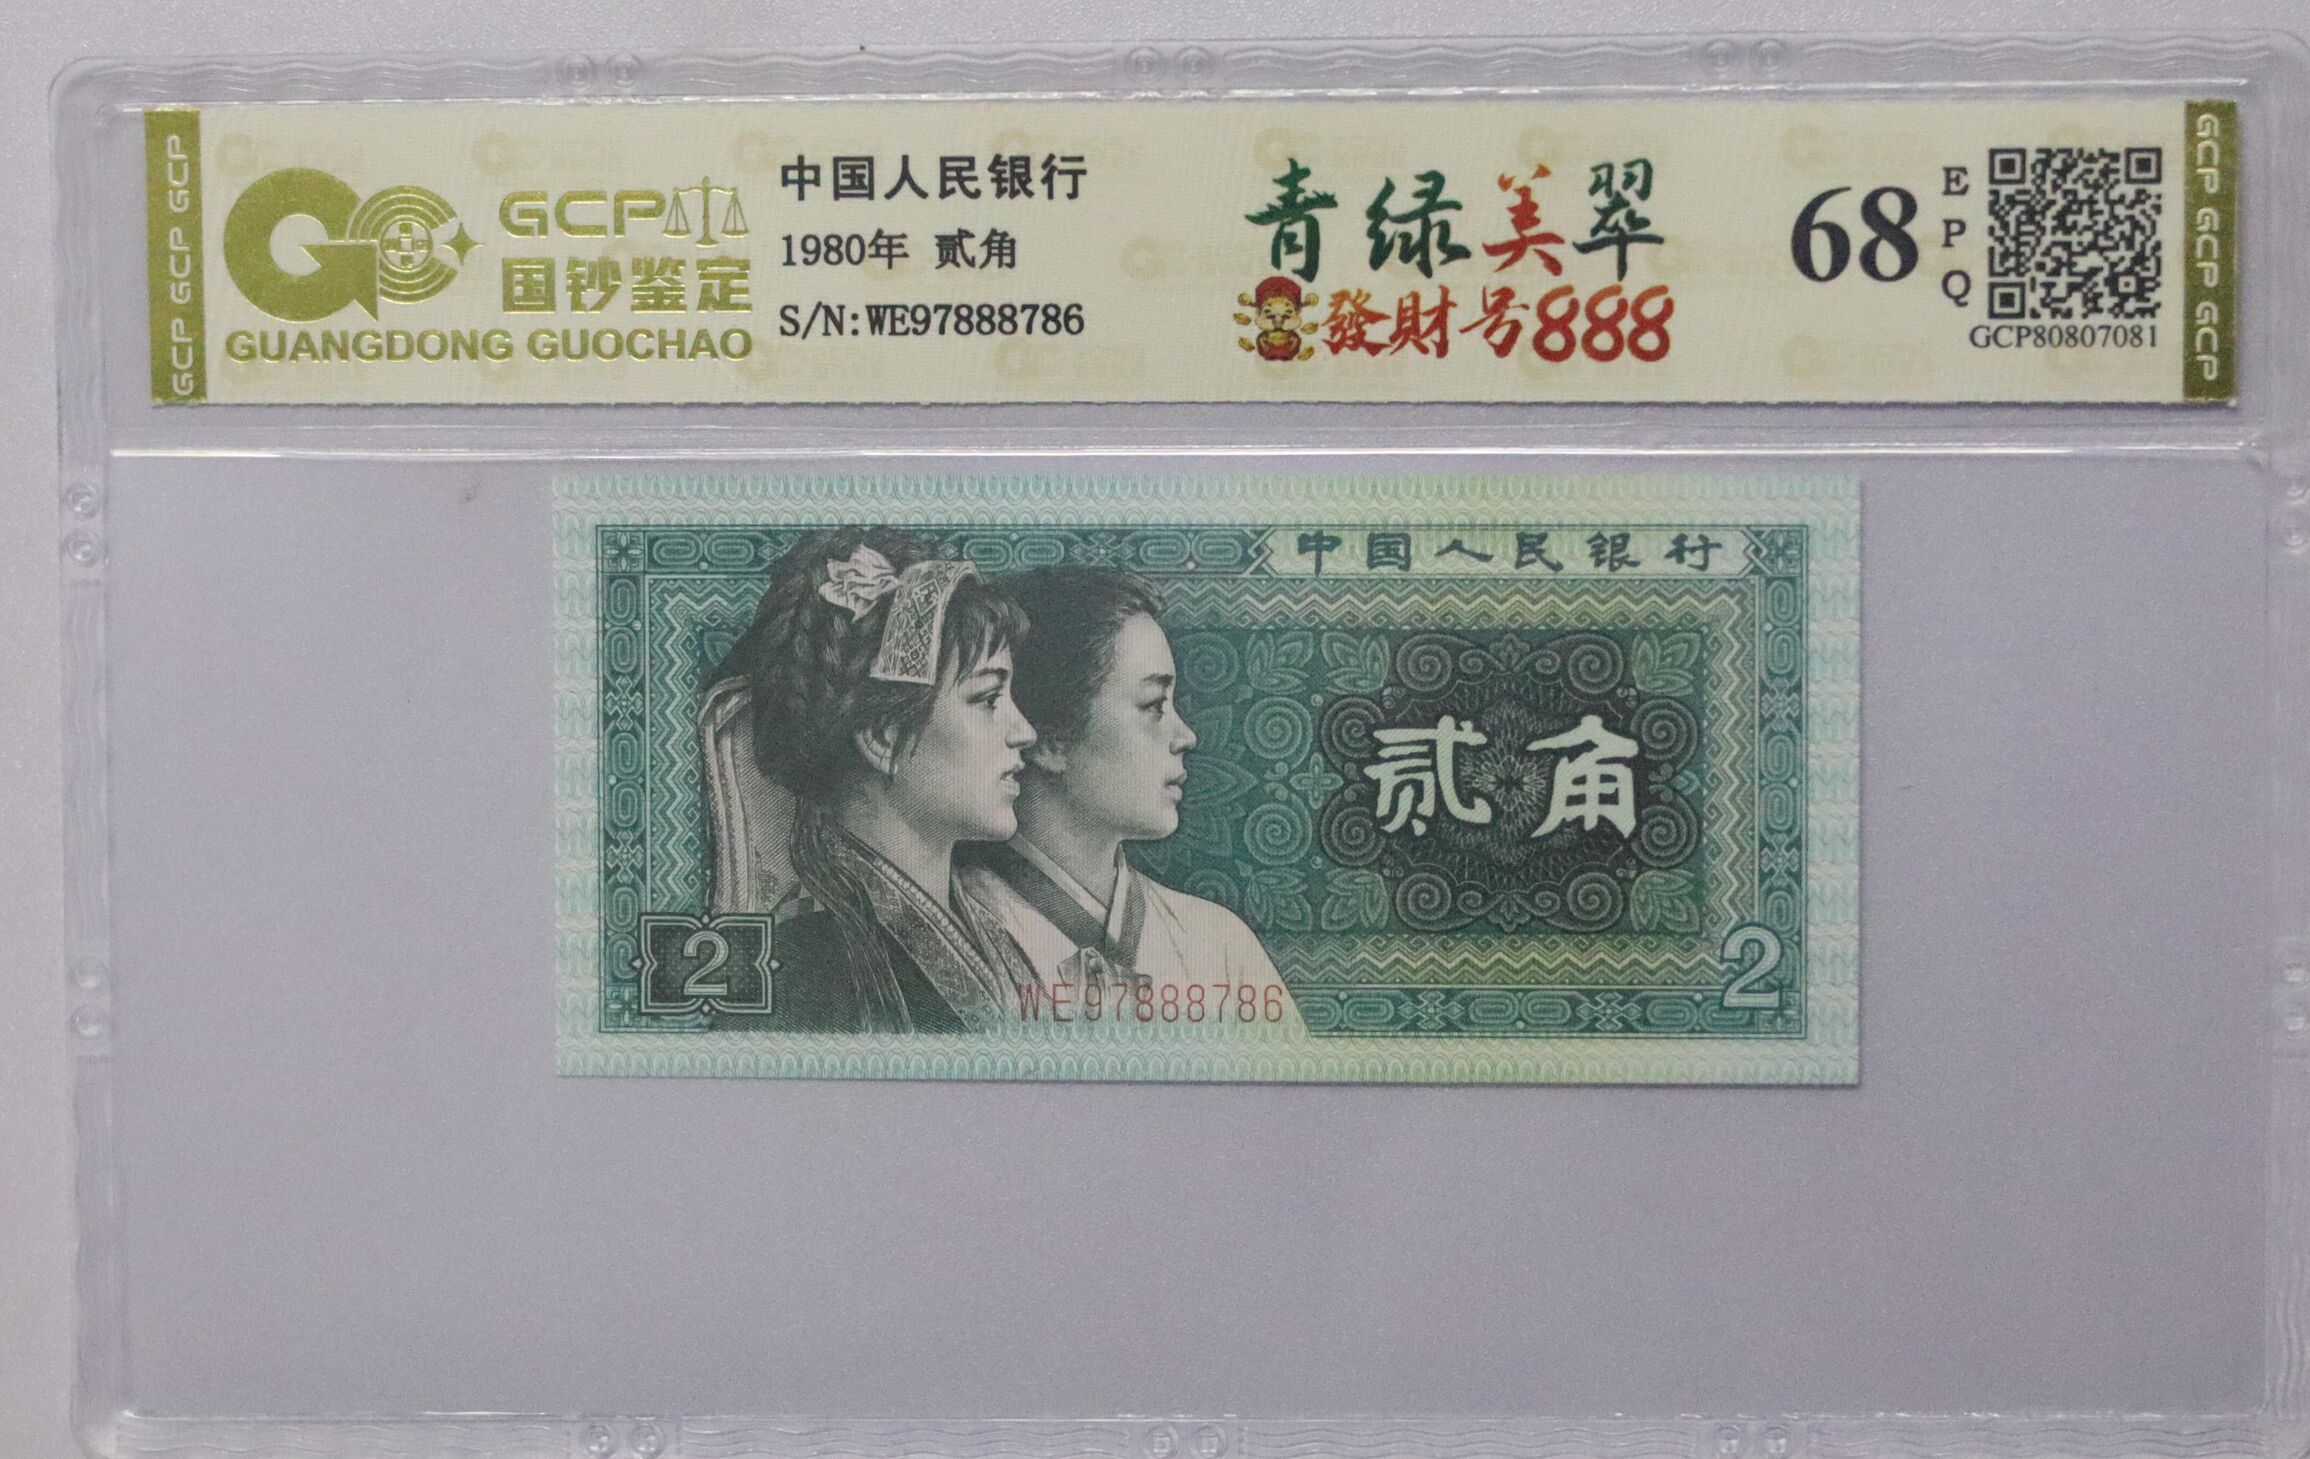 GCP GCP GCP
GCP
国钞鉴定
GUANGDONG GUOCHAO
中国人民银行
1980年 贰角
S/N:WE97888786
青绿美翠
發財号888
68
EPQ
GCP80807081
GCP GCP GCP
中国人民银行
贰角
2
2
WE97888786